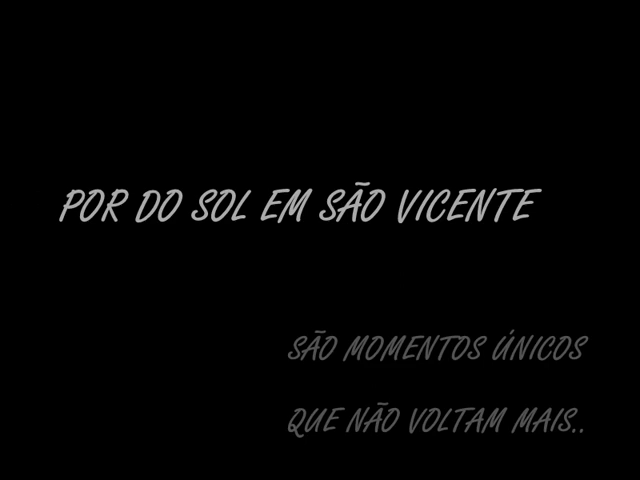 POR DO SOL EM SÃO VICENTE
SÃO MOMENTOS ÚNICOS
QUE NÃO VOLTAM MAIS..